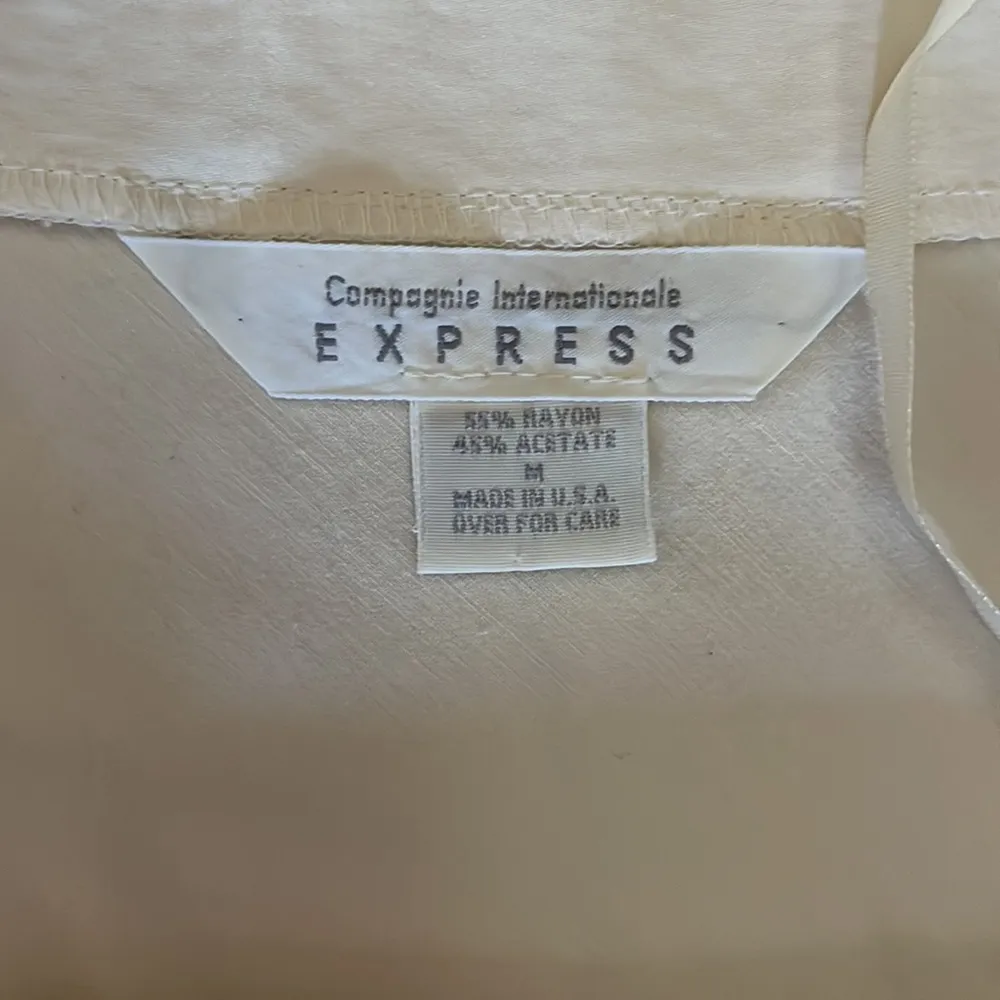 Compagnie Internationale
EXPRESS
55% RAYON
45% ACETATE
M
MADE IN U.S.A.
OVER FOR CARE